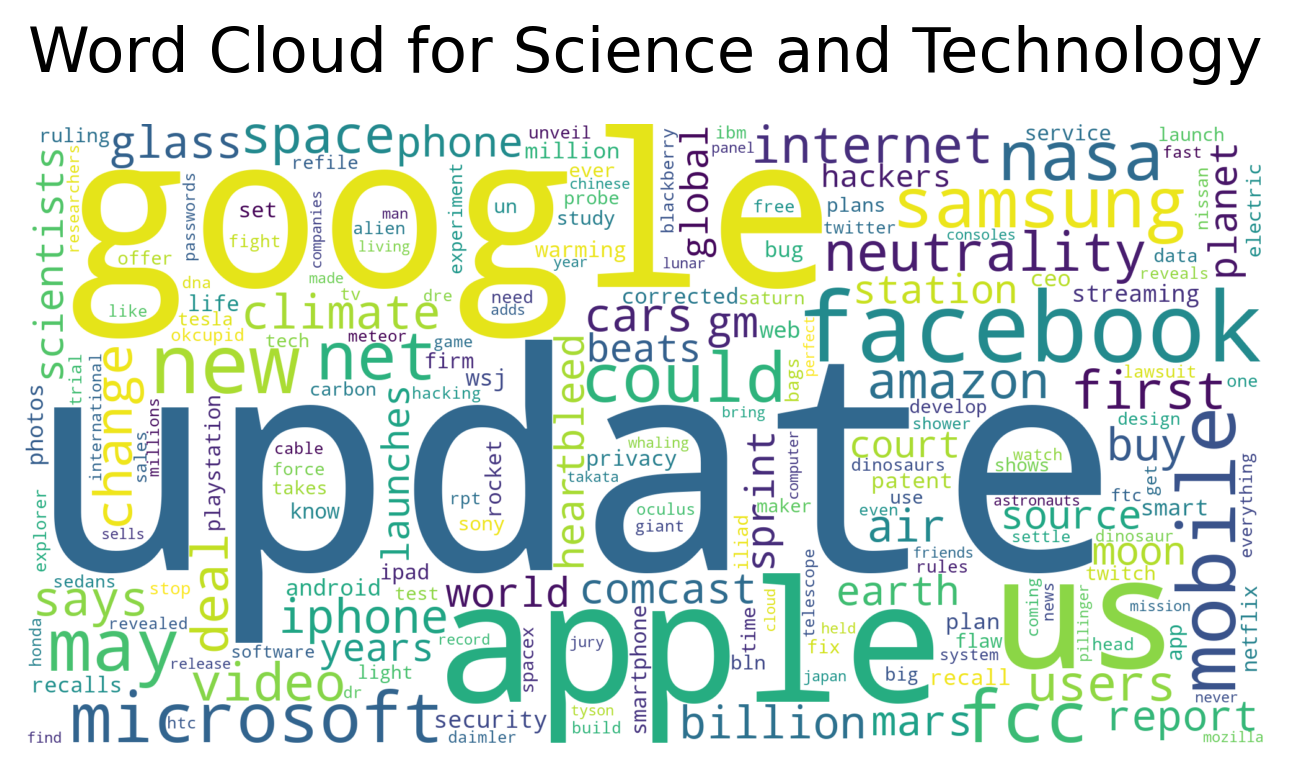 Word Cloud for Science and Technology
ruling
glass
space
phone
unveil
million
refile
global
ibm
panel
internet
service
launch
nasa
fast
scientists
researchers
google
passwords
set
fight
companies
man
alien
living
experiment
un
ever
chinese
probe
study
warming
year
blackberry
lunar
free
bug
hackers
plans
twitter
samsung
consoles
neutrality
data
reveals
nissan
planet
electric
offer
like
dna
life
tesla
okcupid
made
tv
climate
dre
tech
meteor
game
need
adds
corrected
saturn
cars
gm
web
beats
perfect
station
ceo
streaming
facebook
trial
international
change
new
net
firm
wsj
carbon
hacking
heartbleed
could
bags
bring
amazon
first
lawsuit
one
photos
sales
millions
playstation
launches
update
cable
force
takes
know
rpt
rocket
sony
whaling
privacy
takata
oculus
giant
sprint
computer
maker
iliad
develop
shower
court
dinosaurs
patent
use
even
air
friends
rules
watch
shows
astronauts
source
settle
dinosaur
design
buy
ftc
get
smart
mobile
everything
explorer
sells
deal
sedans
stop
says
revealed
may
honda
release
recalls
android
ipad
test
iphone
world
comcast
software
years
record
video
dr
light
spacex
apple
jury
smartphone
time
bln
cloud
telescope
held
fix
japan
earth
plan
flaw
system
big
recall
moon
twitch
us
coming
news
pillinger
head
mission
app
netflix
users
never
find
microsoft
htc
security
daimler
tyson
build
billion
mars
fcc
report
mozilla